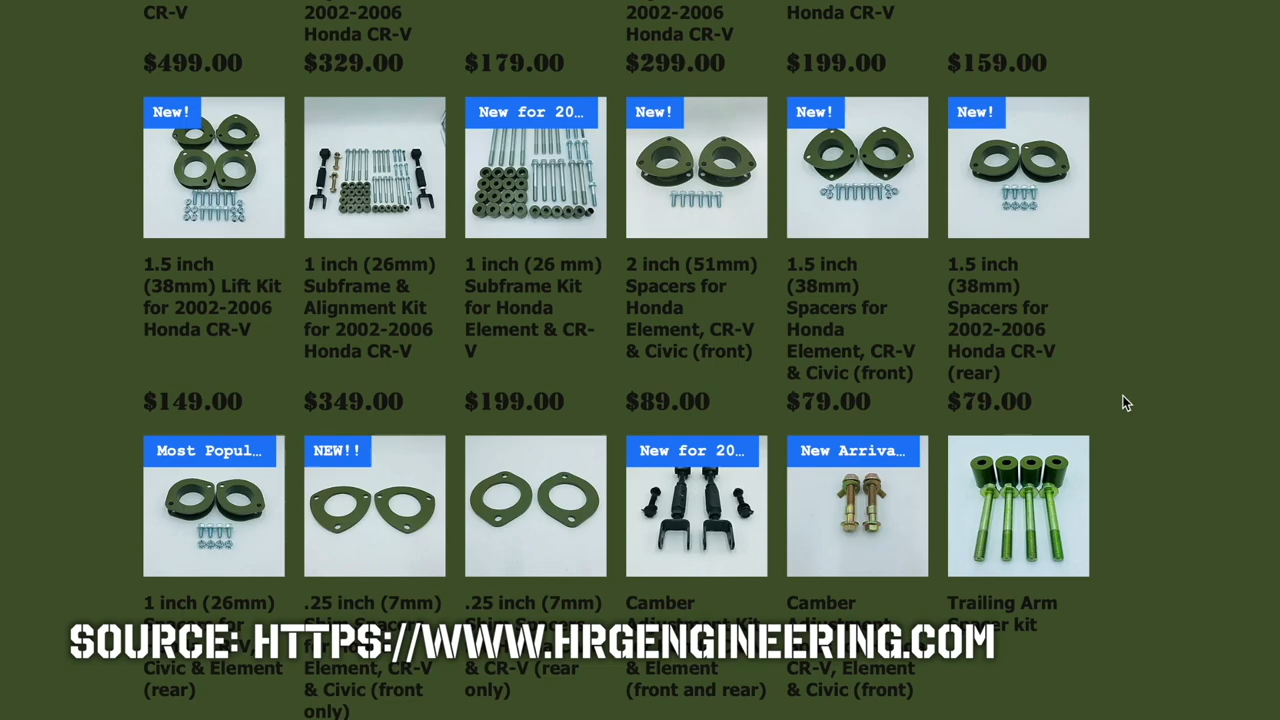 CR-V
2002-2006
Honda CR-V
2002-2006
Honda CR-V
Honda CR-V
$499.00
$329.00
$179.00
$299.00
$199.00
$159.00
New!
New for 20…
New!
New!
New!
1.5 inch
(38mm) Lift Kit
for 2002-2006
Honda CR-V
1 inch (26mm)
Subframe &
Alignment Kit
for 2002-2006
Honda CR-V
1 inch (26 mm)
Subframe Kit
for Honda
Element & CR-
V
2 inch (51mm)
Spacers for
Honda
Element, CR-V
& Civic (front)
1.5 inch
(38mm)
Spacers for
Honda
Element, CR-V
& Civic (front)
1.5 inch
(38mm)
Spacers for
2002-2006
Honda CR-V
(rear)
$149.00
$349.00
$199.00
$89.00
$79.00
$79.00
Most Popul…
NEW!!
New for 20…
New Arriva…
1 inch (26mm)
Civic & Element
(rear)
.25 inch (7mm)
Element, CR-V
& Civic (front
only)
.25 inch (7mm)
& CR-V (rear
only)
Camber
& Element
(front and rear)
Camber
CR-V, Element
& Civic (front)
Trailing Arm
kit
SOURCE: HTTPS://WWW.HRGENGINEERING.COM